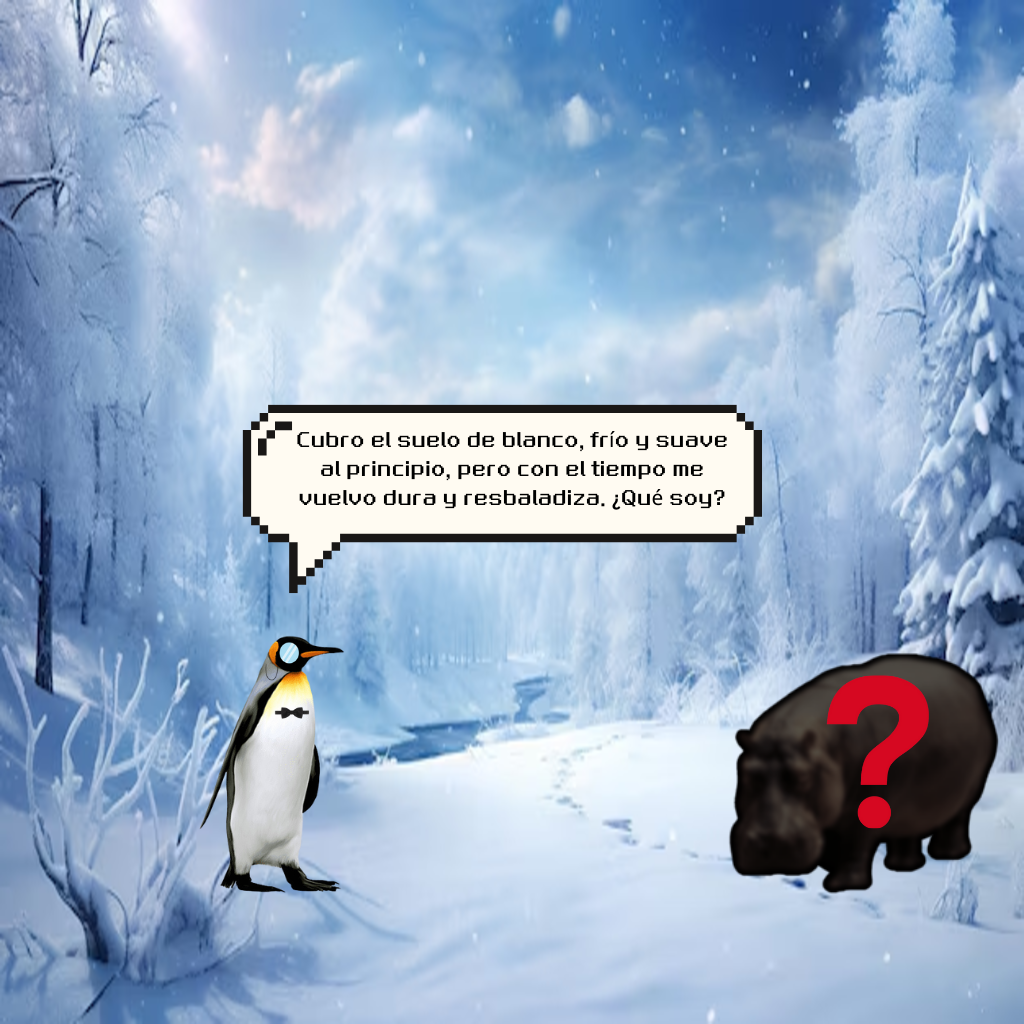 Cubro el suelo de blanco, frío y suave
al principio, pero con el tiempo me
vuelvo dura y resbaladiza. ¿Qué soy?
?